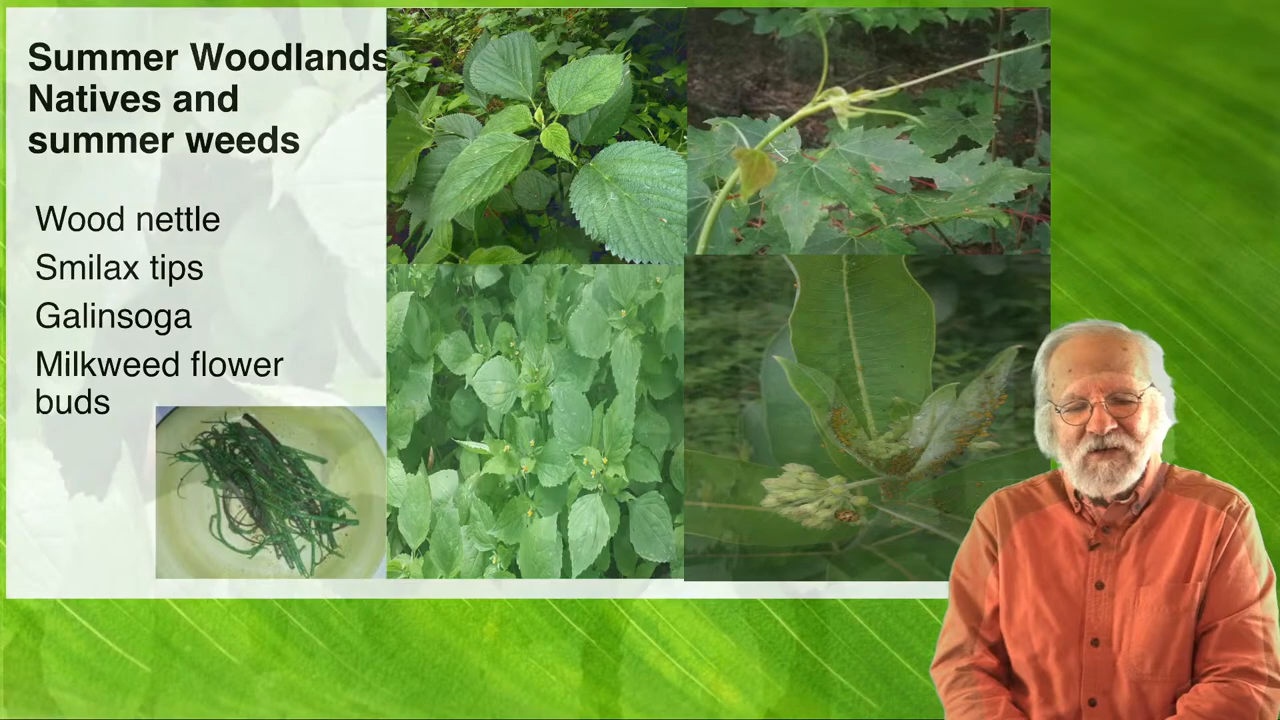 Summer Woodlands
Natives and
summer weeds
Wood nettle
Smilax tips
Galinsoga
Milkweed flower
buds